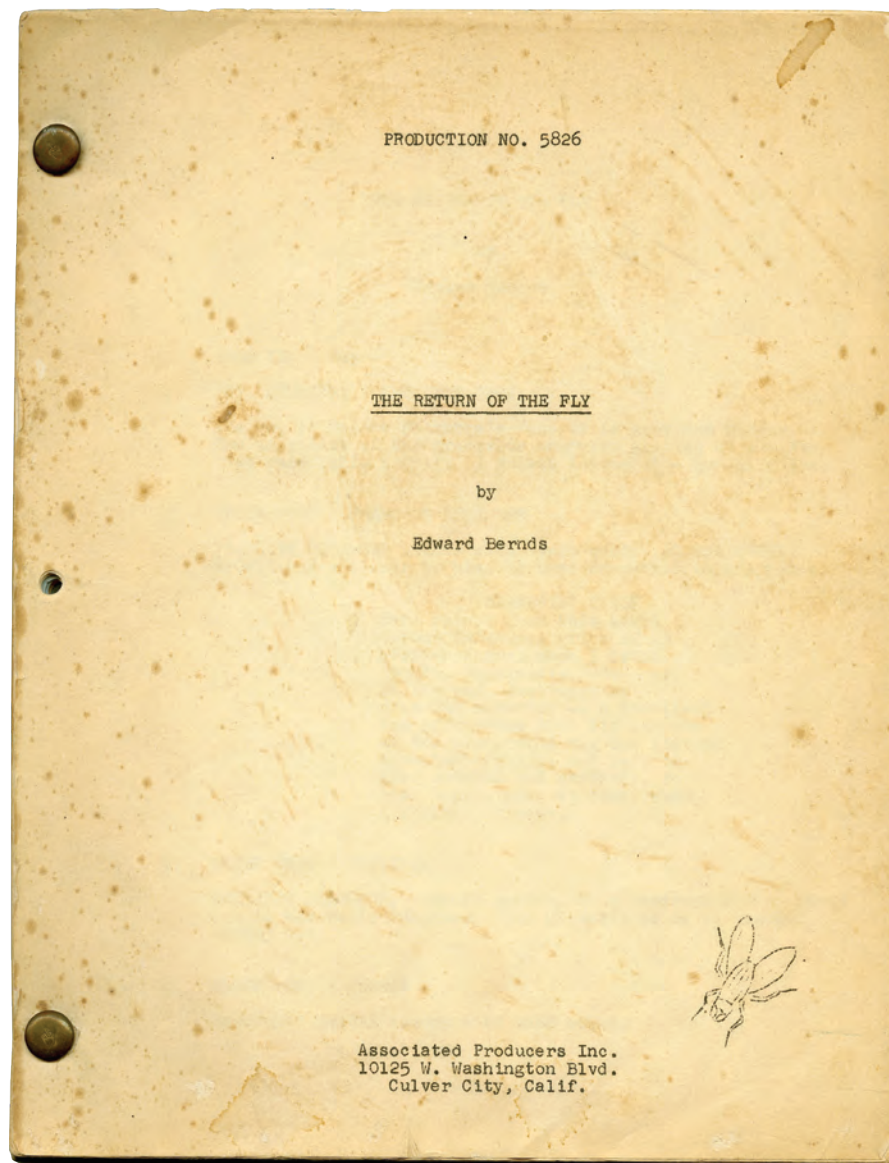 PRODUCTION NO. 5826
THE RETURN OF THE FLY
by
Edward Bernds
Associated Producers Inc.
10125 W. Washington Blvd.
Culver City, Calif.